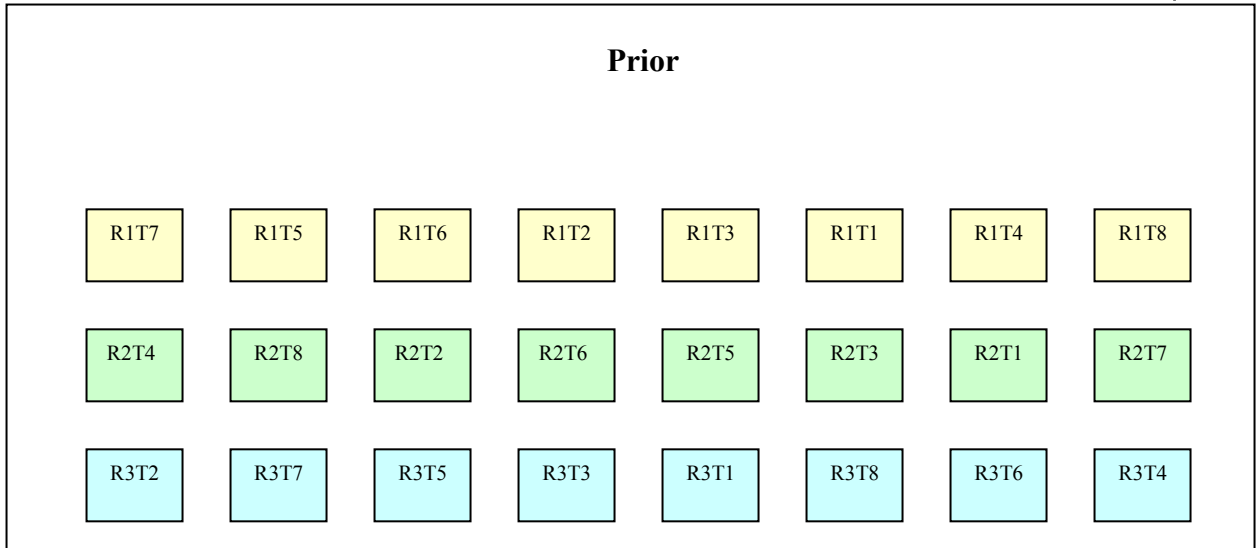 Prior
R1T7 R1T5 R1T6 R1T2 R1T3 R1T1 R1T4 R1T8
R2T4 R2T8 R2T2 R2T6 R2T5 R2T3 R2T1 R2T7
R3T2 R3T7 R3T5 R3T3 R3T1 R3T8 R3T6 R3T4